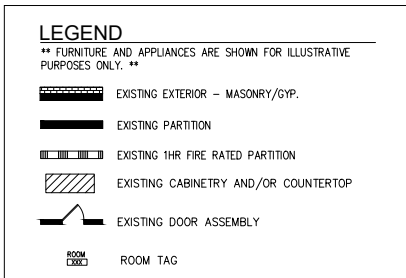 LEGEND
** FURNITURE AND APPLIANCES ARE SHOWN FOR ILLUSTRATIVE
PURPOSES ONLY. **
EXISTING EXTERIOR - MASONRY/GYP.
EXISTING PARTITION
EXISTING 1HR FIRE RATED PARTITION
EXISTING CABINETRY AND/OR COUNTERTOP
EXISTING DOOR ASSEMBLY
ROOM
XXX
ROOM TAG